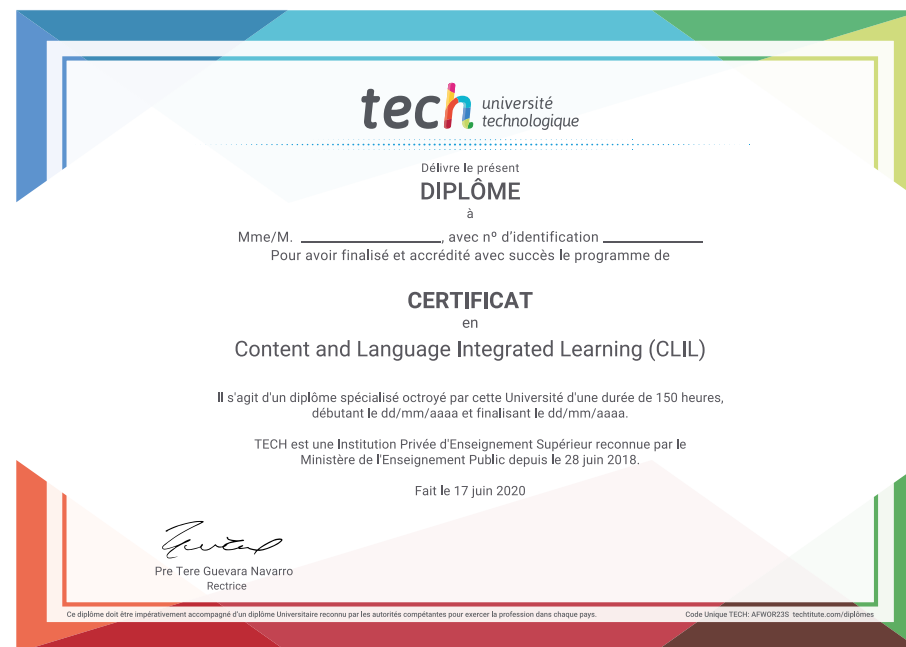 tech université
technologique
Délivre le présent
DIPLÔME
à
Mme/M. ____________________, avec nº d'identification ______________
Pour avoir finalisé et accrédité avec succès le programme de
CERTIFICAT
en
Content and Language Integrated Learning (CLIL)
Il s'agit d'un diplôme spécialisé octroyé par cette Université d'une durée de 150 heures,
débutant le dd/mm/aaaa et finalisant le dd/mm/aaaa.
TECH est une Institution Privée d'Enseignement Supérieur reconnue par le
Ministère de l'Enseignement Public depuis le 28 juin 2018.
Fait le 17 juin 2020
Pre Tere Guevara Navarro
Rectrice
Ce diplôme doit être impérativement accompagné d'un diplôme Universitaire reconnu par les autorités compétantes pour exercer la profession dans chaque pays.
Code Unique TECH: AFWOR23S techtitute.com/diplômes